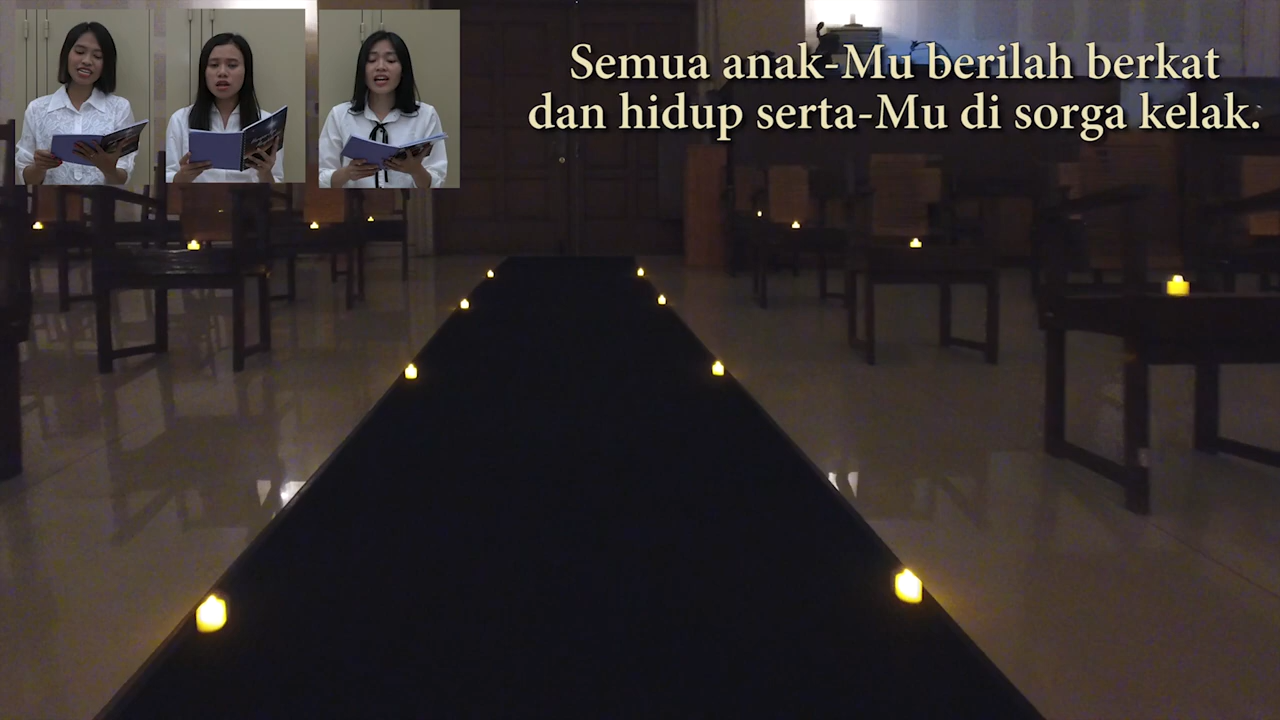 Semua anak-Mu berilah berkat
dan hidup serta-Mu di sorga kelak.